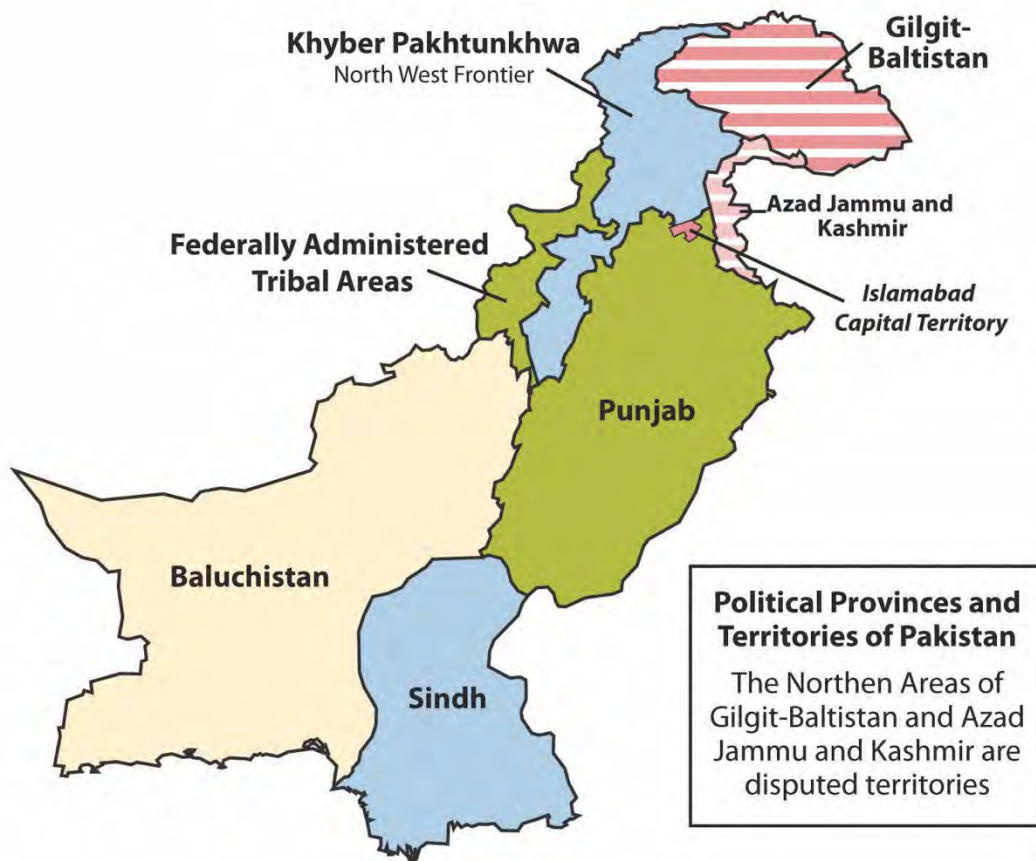 Khyber Pakhtunkhwa
North West Frontier
Gilgit-
Baltistan
Azad Jammu and
Kashmir
Federally Administered
Tribal Areas
Islamabad
Capital Territory
Punjab
Baluchistan
Sindh
Political Provinces and
Territories of Pakistan
The Northen Areas of
Gilgit-Baltistan and Azad
Jammu and Kashmir are
disputed territories